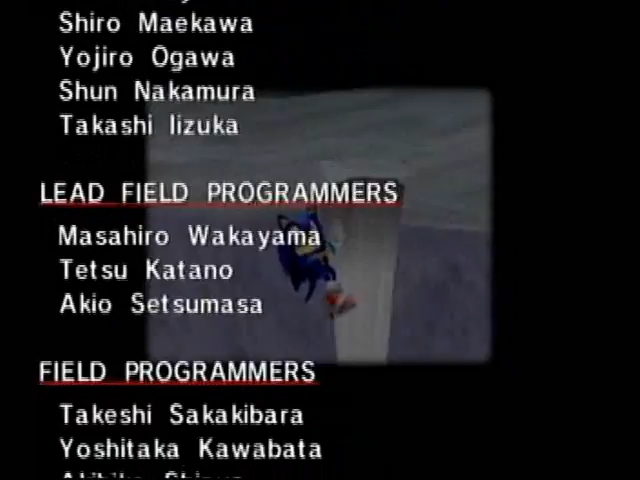 Shiro Maekawa
Yojiro Ogawa
Shun Nakamura
Takashi Iizuka
LEAD FIELD PROGRAMMERS
Masahiro Wakayama
Tetsu Katano
Akio Setsumasa
FIELD PROGRAMMERS
Takeshi Sakakibara
Yoshitaka Kawabata